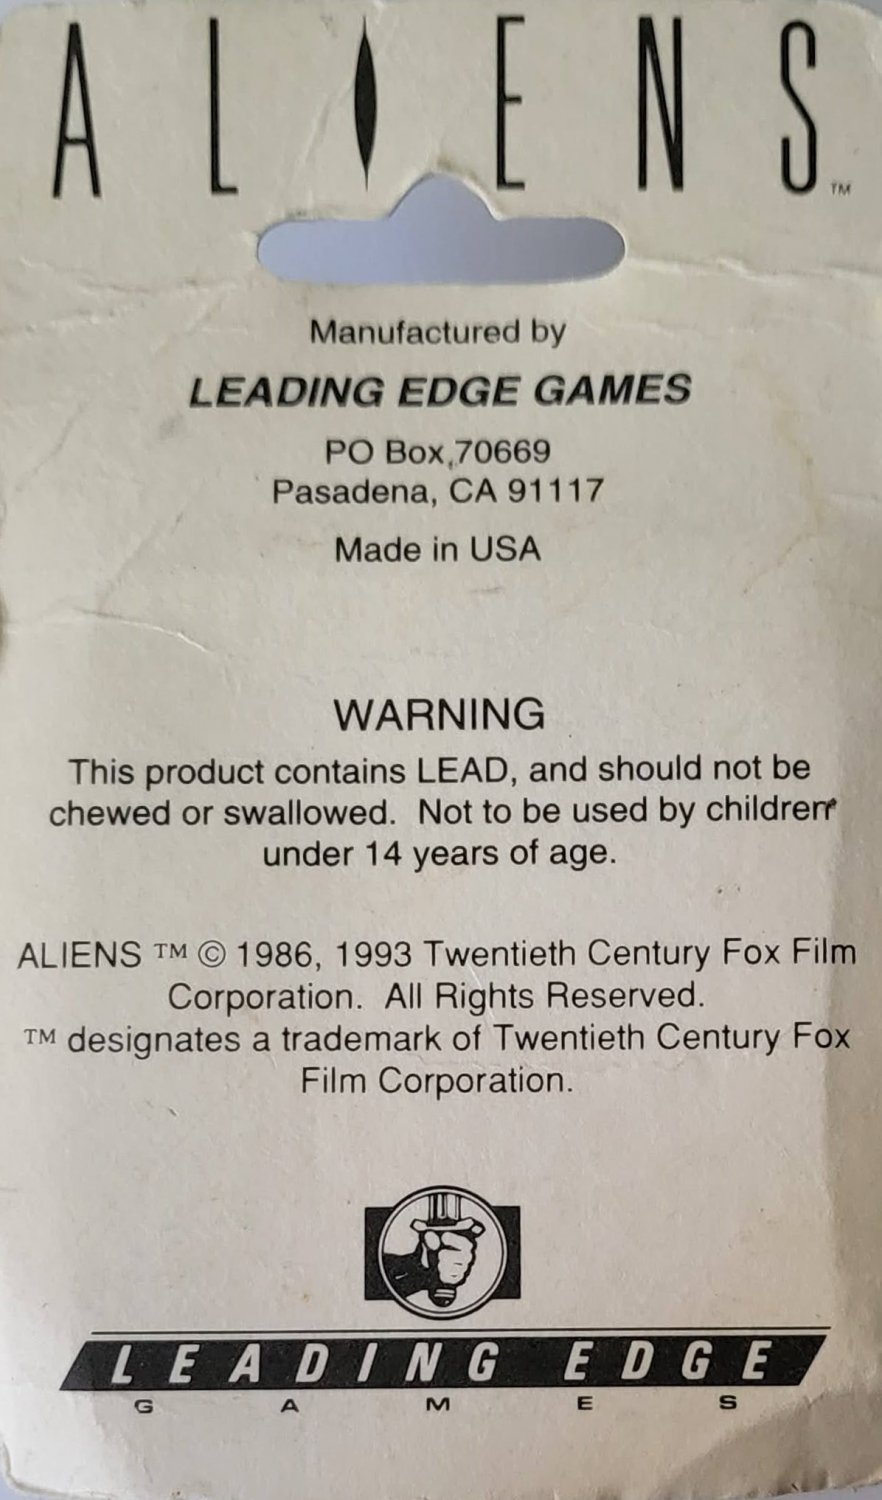 ALIENS™
Manufactured by
LEADING EDGE GAMES
PO Box 70669
Pasadena, CA 91117
Made in USA
WARNING
This product contains LEAD, and should not be
chewed or swallowed. Not to be used by children
under 14 years of age.
ALIENS ™ © 1986, 1993 Twentieth Century Fox Film
Corporation. All Rights Reserved.
™ designates a trademark of Twentieth Century Fox
Film Corporation.
LEADING EDGE
GAMES